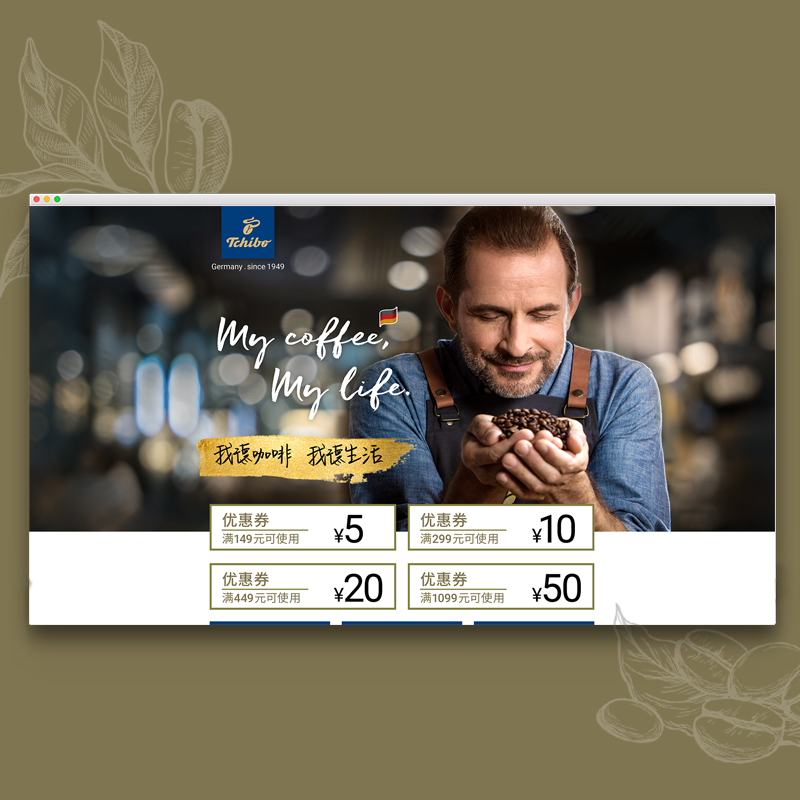 Tchibo
Germany . since 1949
My coffee,
My life.
我德咖啡 我德生活
优惠券
满149元可使用
¥5
优惠券
满299元可使用
¥10
优惠券
满449元可使用
¥20
优惠券
满1099元可使用
¥50